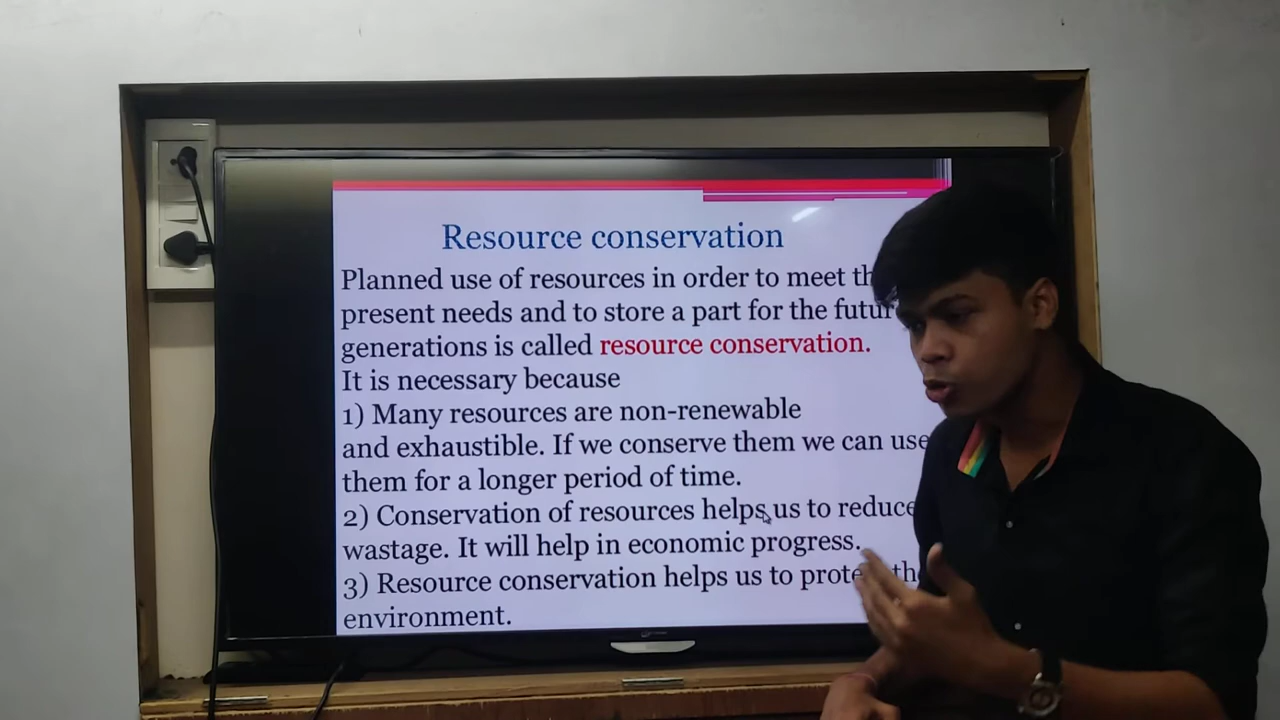 Resource conservation
Planned use of resources in order to meet
present needs and to store a part for the
generations is called resource conservation.
It is necessary because
1) Many resources are non-renewable
and exhaustible. If we conserve them we can use
them for a longer period of time.
2) Conservation of resources helps us to reduce
wastage. It will help in economic progress.
3) Resource conservation helps us to
environment.